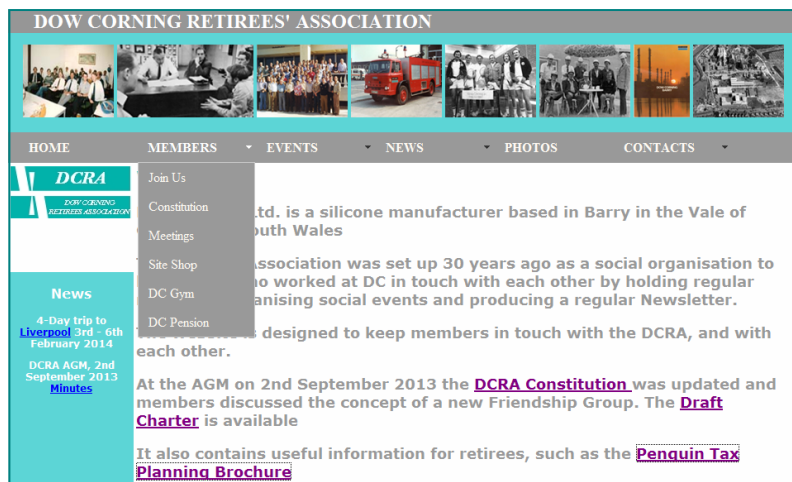 DOW CORNING RETIREES' ASSOCIATION
HOME MEMBERS EVENTS NEWS PHOTOS CONTACTS
DCRA
DOW CORNING
RETIREES ASSOCIATION
Join Us
Constitution
Meetings
Site Shop
DC Gym
DC Pension
News
4-Day trip to
Liverpool 3rd - 6th
February 2014
DCRA AGM, 2nd
September 2013
Minutes
Ltd. is a silicone manufacturer based in Barry in the Vale of
South Wales
Association was set up 30 years ago as a social organisation to
who worked at DC in touch with each other by holding regular
organising social events and producing a regular Newsletter.
is designed to keep members in touch with the DCRA, and with
each other.
At the AGM on 2nd September 2013 the DCRA Constitution was updated and
members discussed the concept of a new Friendship Group. The Draft
Charter is available
It also contains useful information for retirees, such as the Penguin Tax
Planning Brochure